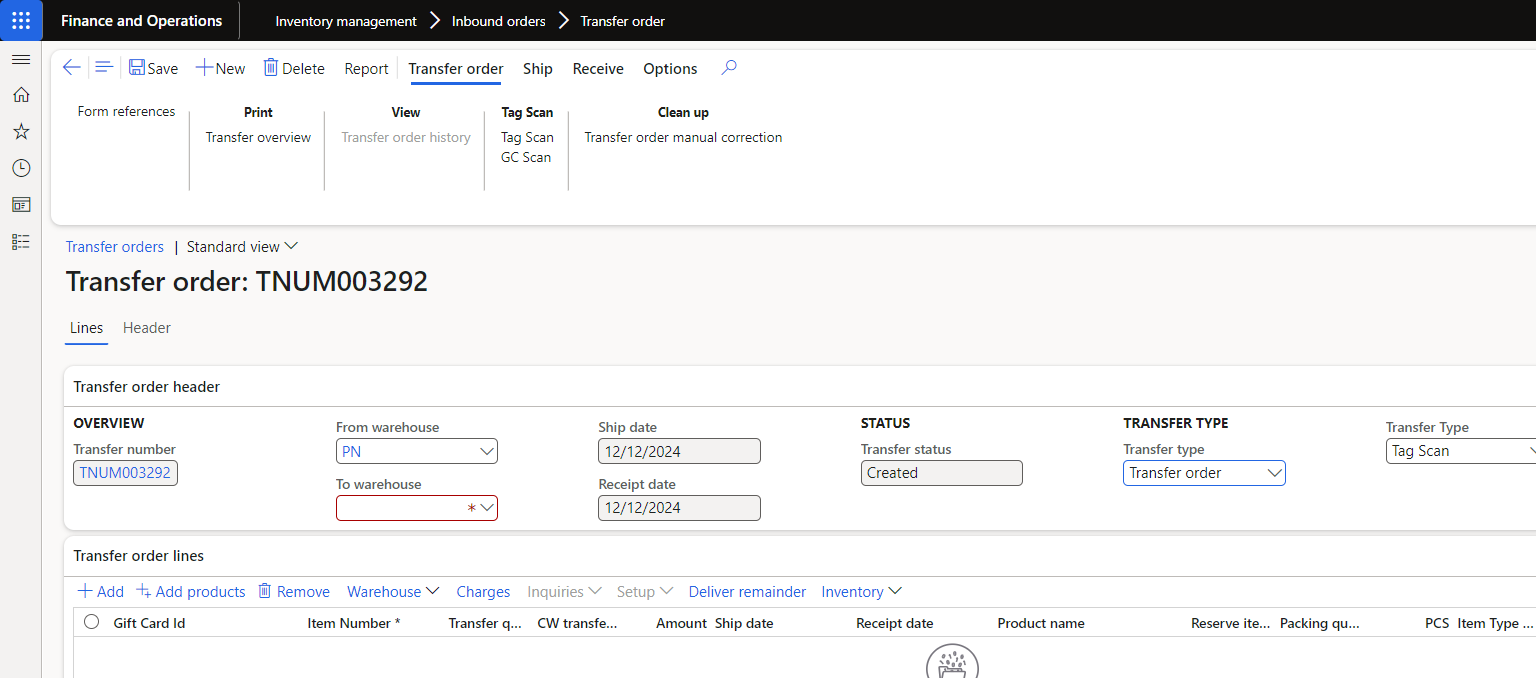 Finance and Operations
Inventory management Inbound orders Transfer order
Save New Delete Report Transfer order Ship Receive Options
Form references
Print
Transfer overview
View
Transfer order history
Tag Scan
Tag Scan
GC Scan
Clean up
Transfer order manual correction
Transfer orders | Standard view
Transfer order: TNUM003292
Lines Header
Transfer order header
OVERVIEW
Transfer number
TNUM003292
From warehouse
PN
To warehouse
*
Ship date
12/12/2024
Receipt date
12/12/2024
STATUS
Transfer status
Created
TRANSFER TYPE
Transfer type
Transfer order
Transfer Type
Tag Scan
Transfer order lines
Add Add products Remove Warehouse Charges Inquiries Setup Deliver remainder Inventory
Gift Card Id Item Number * Transfer q... CW transfe... Amount Ship date Receipt date Product name Reserve ite... Packing qu... PCS Item Type ...